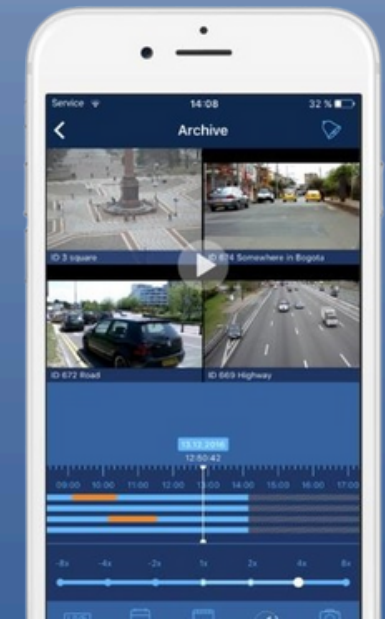 Service 14:08 32 %
Archive
ID 3 square
ID 674 Somewhere in Bogota
ID 672 Road
ID 669 Highway
13.12.2016
12:50:42
09:00 10:00 11:00 12:00 13:00 14:00 15:00 16:00 17:00
-8x -4x -2x 1x 2x 4x 8x